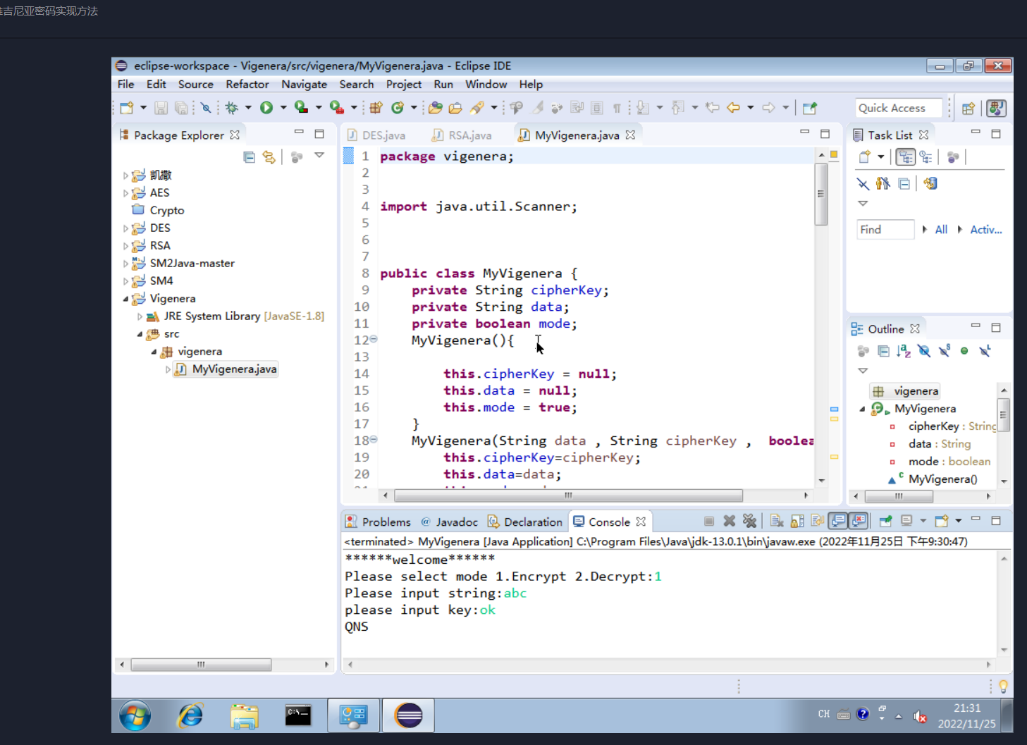 吉尼亚密码实现方法
eclipse-workspace - Vigenera/src/vigenera/MyVigenera.java - Eclipse IDE
File Edit Source Refactor Navigate Search Project Run Window Help
Quick Access
Package Explorer
凯撒
AES
Crypto
DES
RSA
SM2Java-master
SM4
Vigenera
JRE System Library [JavaSE-1.8]
src
vigenera
MyVigenera.java
DES.java RSA.java MyVigenera.java
1 package vigenera;
2
3
4 import java.util.Scanner;
5
6
7
8 public class MyVigenera {
9 private String cipherKey;
10 private String data;
11 private boolean mode;
12 MyVigenera(){
13
14 this.cipherKey = null;
15 this.data = null;
16 this.mode = true;
17 }
18 MyVigenera(String data , String cipherKey , boolea
19 this.cipherKey=cipherKey;
20 this.data=data;
Task List
Find All Activ...
Outline
vigenera
MyVigenera
cipherKey : String
data : String
mode : boolean
MyVigenera()
Problems @ Javadoc Declaration Console
<terminated> MyVigenera [Java Application] C:\Program Files\Java\jdk-13.0.1\bin\javaw.exe (2022年11月25日 下午9:30:47)
******welcome******
Please select mode 1.Encrypt 2.Decrypt:1
Please input string:abc
please input key:ok
QNS
CH
21:31
2022/11/25